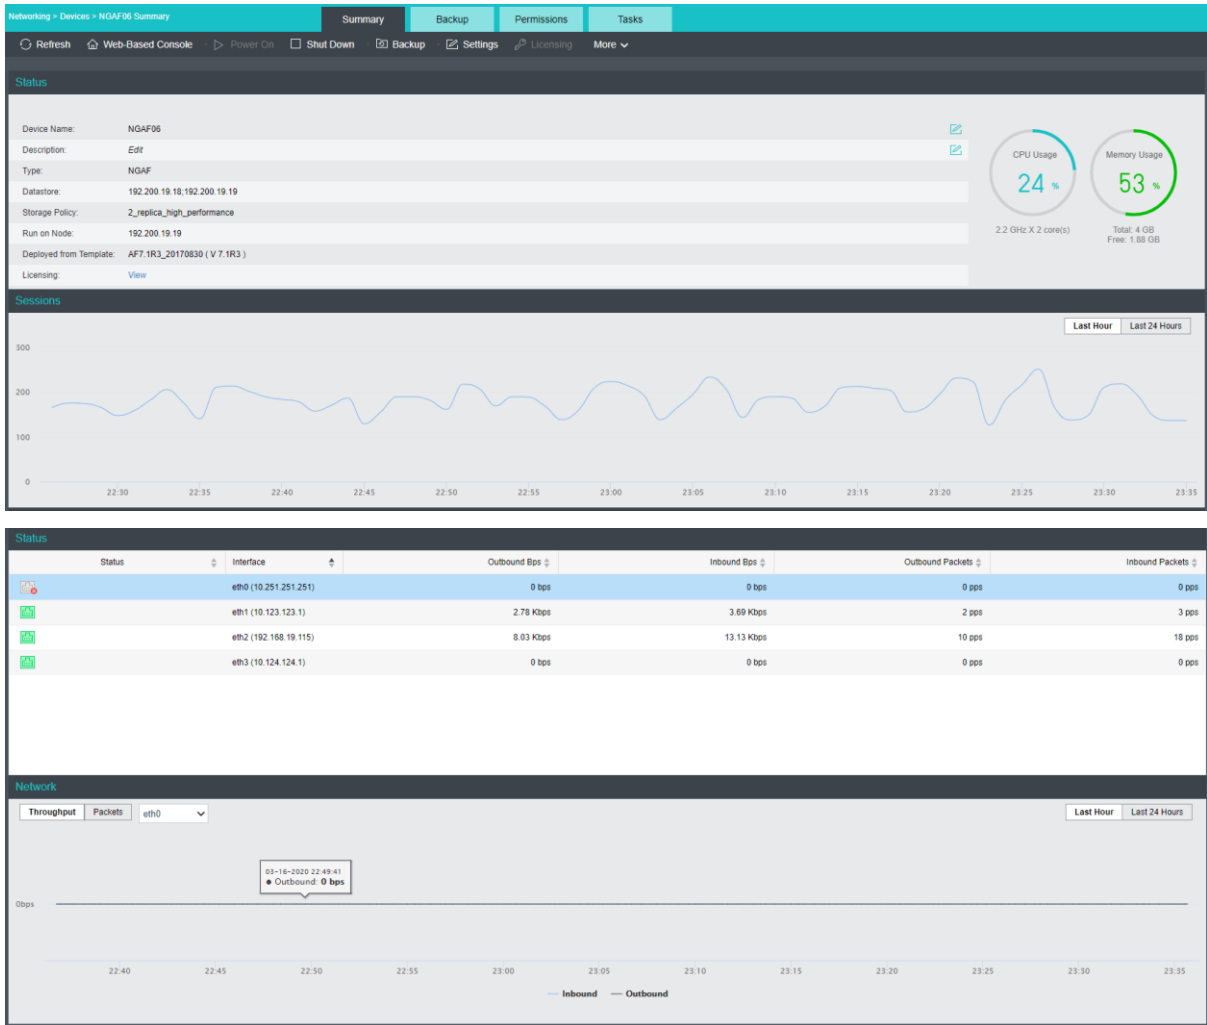 Networking > Devices > NGAF06 Summary
Summary Backup Permissions Tasks
Refresh Web-Based Console Power On Shut Down Backup Settings Licensing More
Status
Device Name: NGAF06
Description: Edit
Type: NGAF
Datastore: 192.200.19.18;192.200.19.19
Storage Policy: 2_replica_high_performance
Run on Node: 192.200.19.19
Deployed from Template: AF7.1R3_20170830 ( V 7.1R3 )
Licensing: View
CPU Usage
24 %
2.2 GHz X 2 core(s)
Memory Usage
53 %
Total: 4 GB
Free: 1.88 GB
Sessions
Last Hour Last 24 Hours
300
200
100
0
22:30 22:35 22:40 22:45 22:50 22:55 23:00 23:05 23:10 23:15 23:20 23:25 23:30 23:35
Status
Status Interface Outbound Bps Inbound Bps Outbound Packets Inbound Packets
eth0 (10.251.251.251) 0 bps 0 bps 0 pps 0 pps
eth1 (10.123.123.1) 2.78 Kbps 3.69 Kbps 2 pps 3 pps
eth2 (192.168.19.115) 8.03 Kbps 13.13 Kbps 10 pps 18 pps
eth3 (10.124.124.1) 0 bps 0 bps 0 pps 0 pps
Network
Throughput Packets eth0 Last Hour Last 24 Hours
03-16-2020 22:49:41
Outbound: 0 bps
0bps
22:40 22:45 22:50 22:55 23:00 23:05 23:10 23:15 23:20 23:25 23:30 23:35
Inbound Outbound